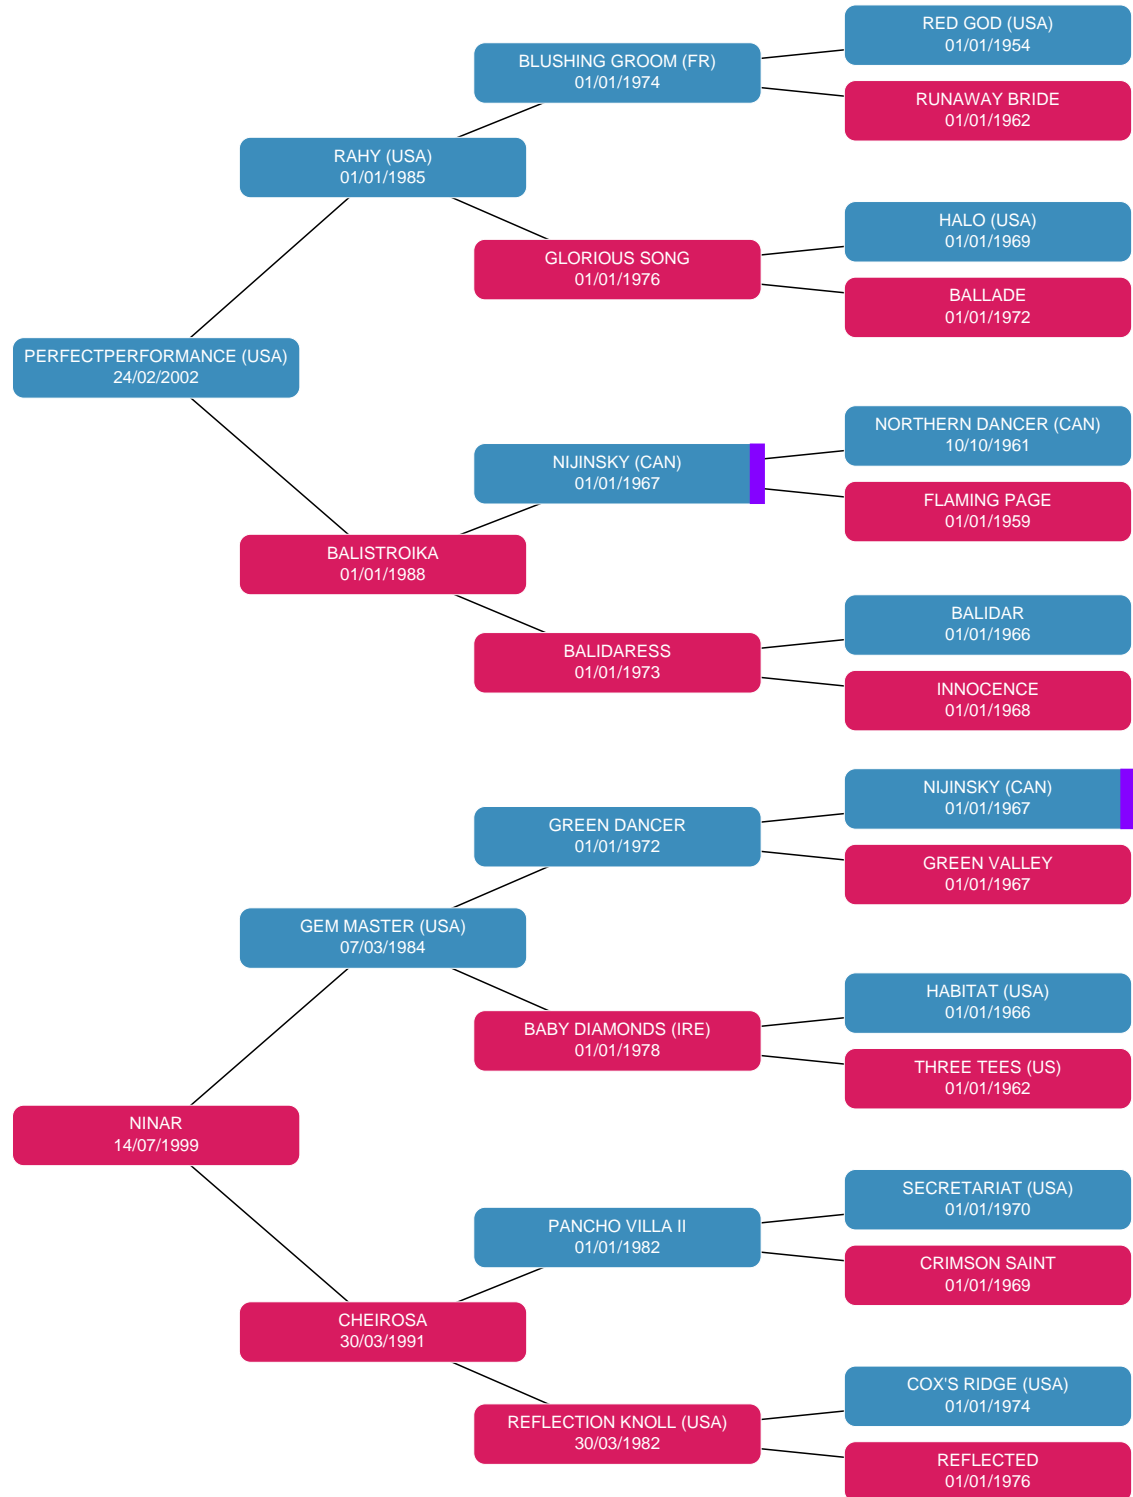 RED GOD (USA)
01/01/1954
BLUSHING GROOM (FR)
01/01/1974
RUNAWAY BRIDE
01/01/1962
RAHY (USA)
01/01/1985
HALO (USA)
01/01/1969
GLORIOUS SONG
01/01/1976
BALLADE
01/01/1972
PERFECTPERFORMANCE (USA)
24/02/2002
NORTHERN DANCER (CAN)
10/10/1961
NIJINSKY (CAN)
01/01/1967
FLAMING PAGE
01/01/1959
BALISTROIKA
01/01/1988
BALIDAR
01/01/1966
BALIDARESS
01/01/1973
INNOCENCE
01/01/1968
NIJINSKY (CAN)
01/01/1967
GREEN DANCER
01/01/1972
GREEN VALLEY
01/01/1967
GEM MASTER (USA)
07/03/1984
HABITAT (USA)
01/01/1966
BABY DIAMONDS (IRE)
01/01/1978
THREE TEES (US)
01/01/1962
NINAR
14/07/1999
SECRETARIAT (USA)
01/01/1970
PANCHO VILLA II
01/01/1982
CRIMSON SAINT
01/01/1969
CHEIROSA
30/03/1991
COX'S RIDGE (USA)
01/01/1974
REFLECTION KNOLL (USA)
30/03/1982
REFLECTED
01/01/1976